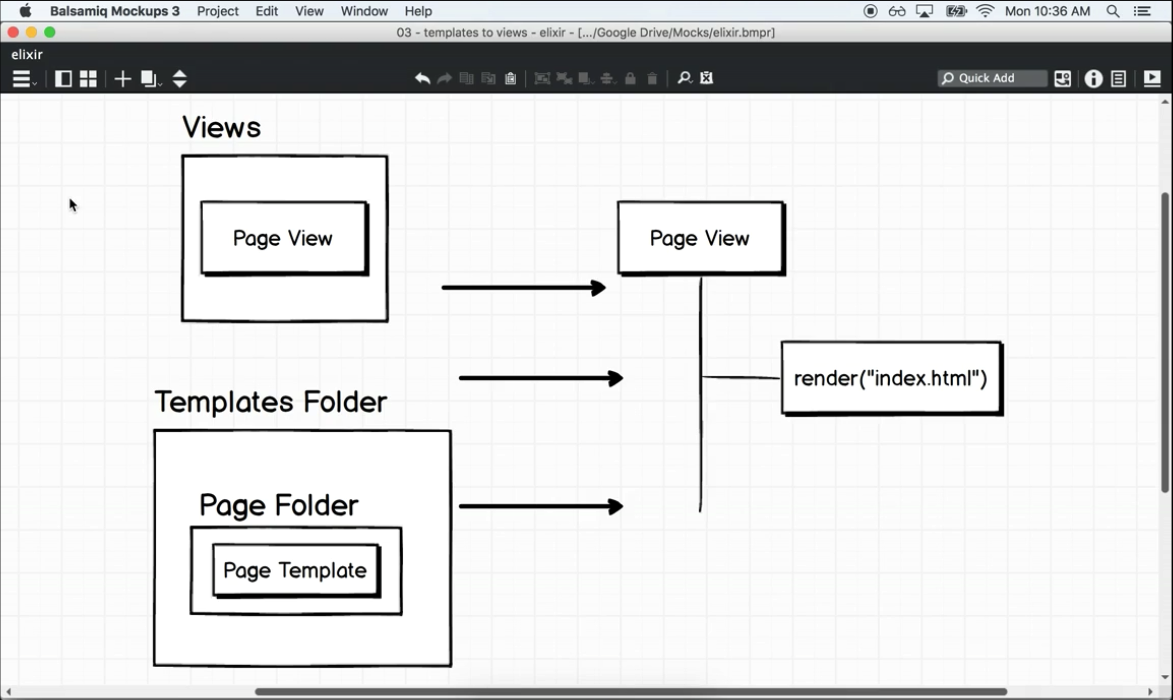 Balsamiq Mockups 3 Project Edit View Window Help Mon 10:36 AM
03 - templates to views - elixir - [.../Google Drive/Mocks/elixir.bmpr]
elixir
Quick Add
Views
Page View
Page View
render("index.html")
Templates Folder
Page Folder
Page Template